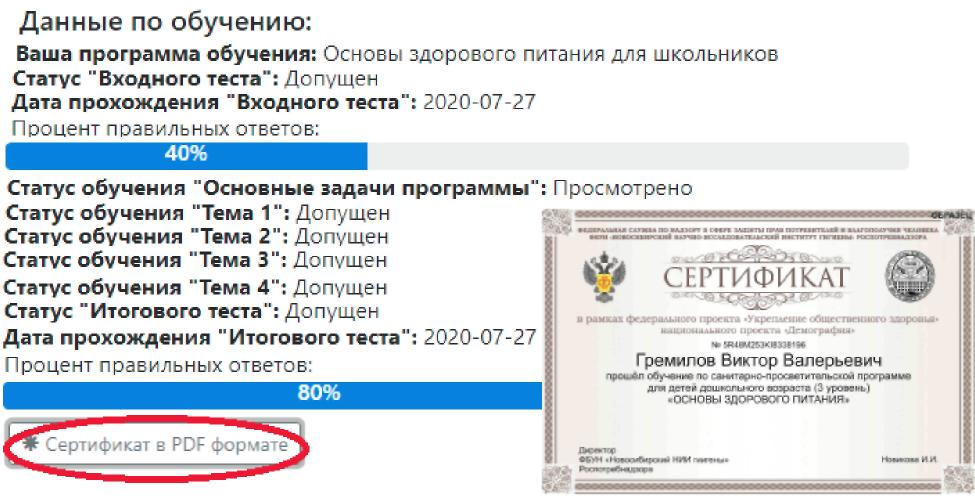 Данные по обучению:
Ваша программа обучения: Основы здорового питания для школьников
Статус "Входного теста": Допущен
Дата прохождения "Входного теста": 2020-07-27
Процент правильных ответов:
40%
Статус обучения "Основные задачи программы": Просмотрено
Статус обучения "Тема 1": Допущен
Статус обучения "Тема 2": Допущен
Статус обучения "Тема 3": Допущен
Статус обучения "Тема 4": Допущен
Статус "Итогового теста": Допущен
Дата прохождения "Итогового теста": 2020-07-27
Процент правильных ответов:
80%
Сертификат в PDF формате
ОБРАЗЕЦ
ФЕДЕРАЛЬНАЯ СЛУЖБА ПО НАДЗОРУ В СФЕРЕ ЗАЩИТЫ ПРАВ ПОТРЕБИТЕЛЕЙ И БЛАГОПОЛУЧИЯ ЧЕЛОВЕКА
ФБУН «НОВОСИБИРСКИЙ НАУЧНО-ИССЛЕДОВАТЕЛЬСКИЙ ИНСТИТУТ ГИГИЕНЫ» РОСПОТРЕБНАДЗОРА
СЕРТИФИКАТ
в рамках федерального проекта «Укрепление общественного здоровья»
национального проекта «Демография»
№ 5R48M253KI8338196
Гремилов Виктор Валерьевич
прошёл обучение по санитарно-просветительской программе
для детей дошкольного возраста (3 уровень)
«ОСНОВЫ ЗДОРОВОГО ПИТАНИЯ»
Директор
ФБУН «Новосибирский НИИ гигиены»
Роспотребнадзора
Новикова И.И.